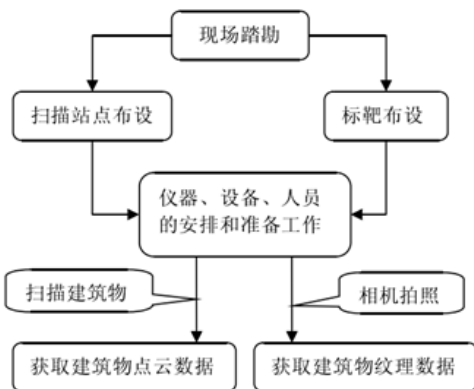 现场踏勘
扫描站点布设
标靶布设
仪器、设备、人员
的安排和准备工作
扫描建筑物
相机拍照
获取建筑物点云数据
获取建筑物纹理数据